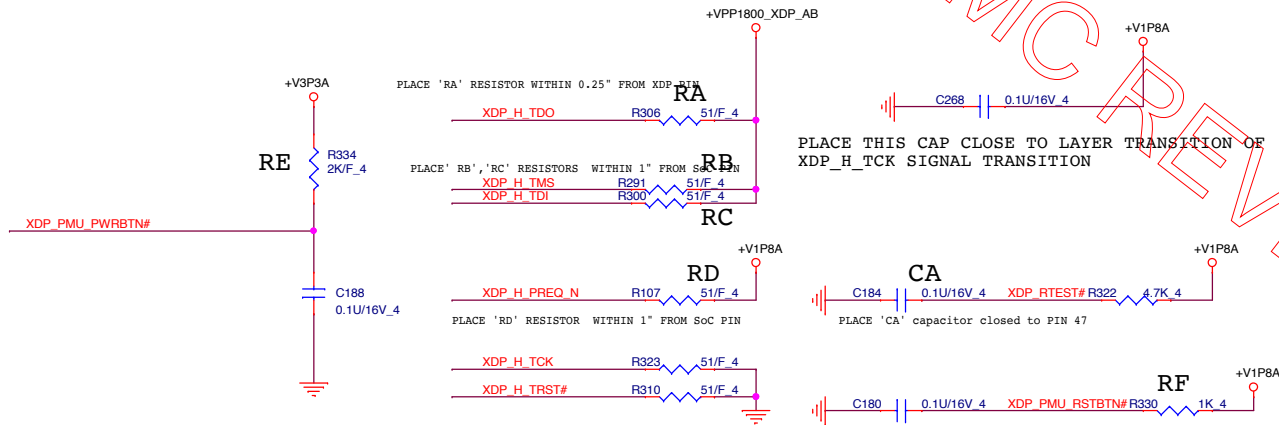 +VPP1800_XDP_AB
MC REV
+V1P8A
+V3P3A
PLACE 'RA' RESISTOR WITHIN 0.25" FROM XDP PIN
RA
XDP_H_TDO R306 51/F_4
C268 0.1U/16V_4
PLACE THIS CAP CLOSE TO LAYER TRANSITION OF
XDP_H_TCK SIGNAL TRANSITION
RE
R334
2K/F_4
PLACE' RB','RC' RESISTORS WITHIN 1" FROM SoC PIN
RB
XDP_H_TMS R291 51/F_4
XDP_H_TDI R300 51/F_4
RC
XDP_PMU_PWRBTN#
+V1P8A
RD
XDP_H_PREQ_N R107 51/F_4
PLACE 'RD' RESISTOR WITHIN 1" FROM SoC PIN
C188
0.1U/16V_4
+V1P8A
CA
C184 0.1U/16V_4 XDP_RTEST# R322 4.7K_4
PLACE 'CA' capacitor closed to PIN 47
XDP_H_TCK R323 51/F_4
XDP_H_TRST# R310 51/F_4
RF
+V1P8A
C180 0.1U/16V_4 XDP_PMU_RSTBTN# R330 1K_4